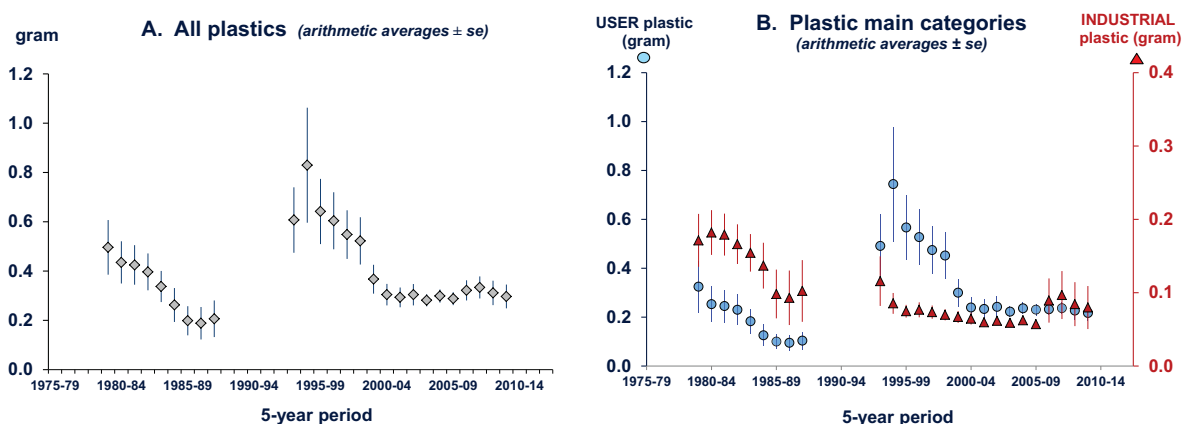 A. All plastics (arithmetic averages ± se)
gram
1.2
1.0
0.8
0.6
0.4
0.2
0.0
1975-79 1980-84 1985-89 1990-94 1995-99 2000-04 2005-09 2010-14
5-year period
USER plastic
(gram)
B. Plastic main categories
(arithmetic averages ± se)
INDUSTRIAL
plastic (gram)
1.2
1.0
0.8
0.6
0.4
0.2
0.0
0.4
0.3
0.2
0.1
0.0
1975-79 1980-84 1985-89 1990-94 1995-99 2000-04 2005-09 2010-14
5-year period